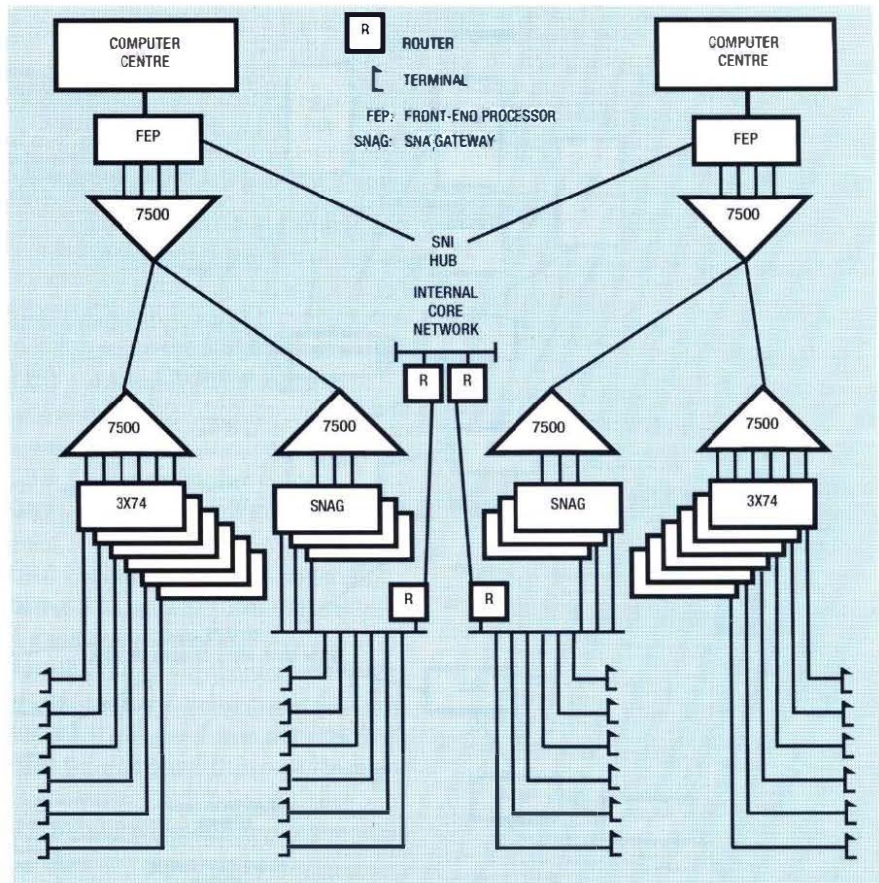 COMPUTER
CENTRE
R
ROUTER
TERMINAL
FEP: FRONT-END PROCESSOR
SNAG: SNA GATEWAY
COMPUTER
CENTRE
FEP
FEP
7500
7500
SNI
HUB
INTERNAL
CORE
NETWORK
R
R
7500
7500
7500
7500
3X74
SNAG
SNAG
3X74
R
R